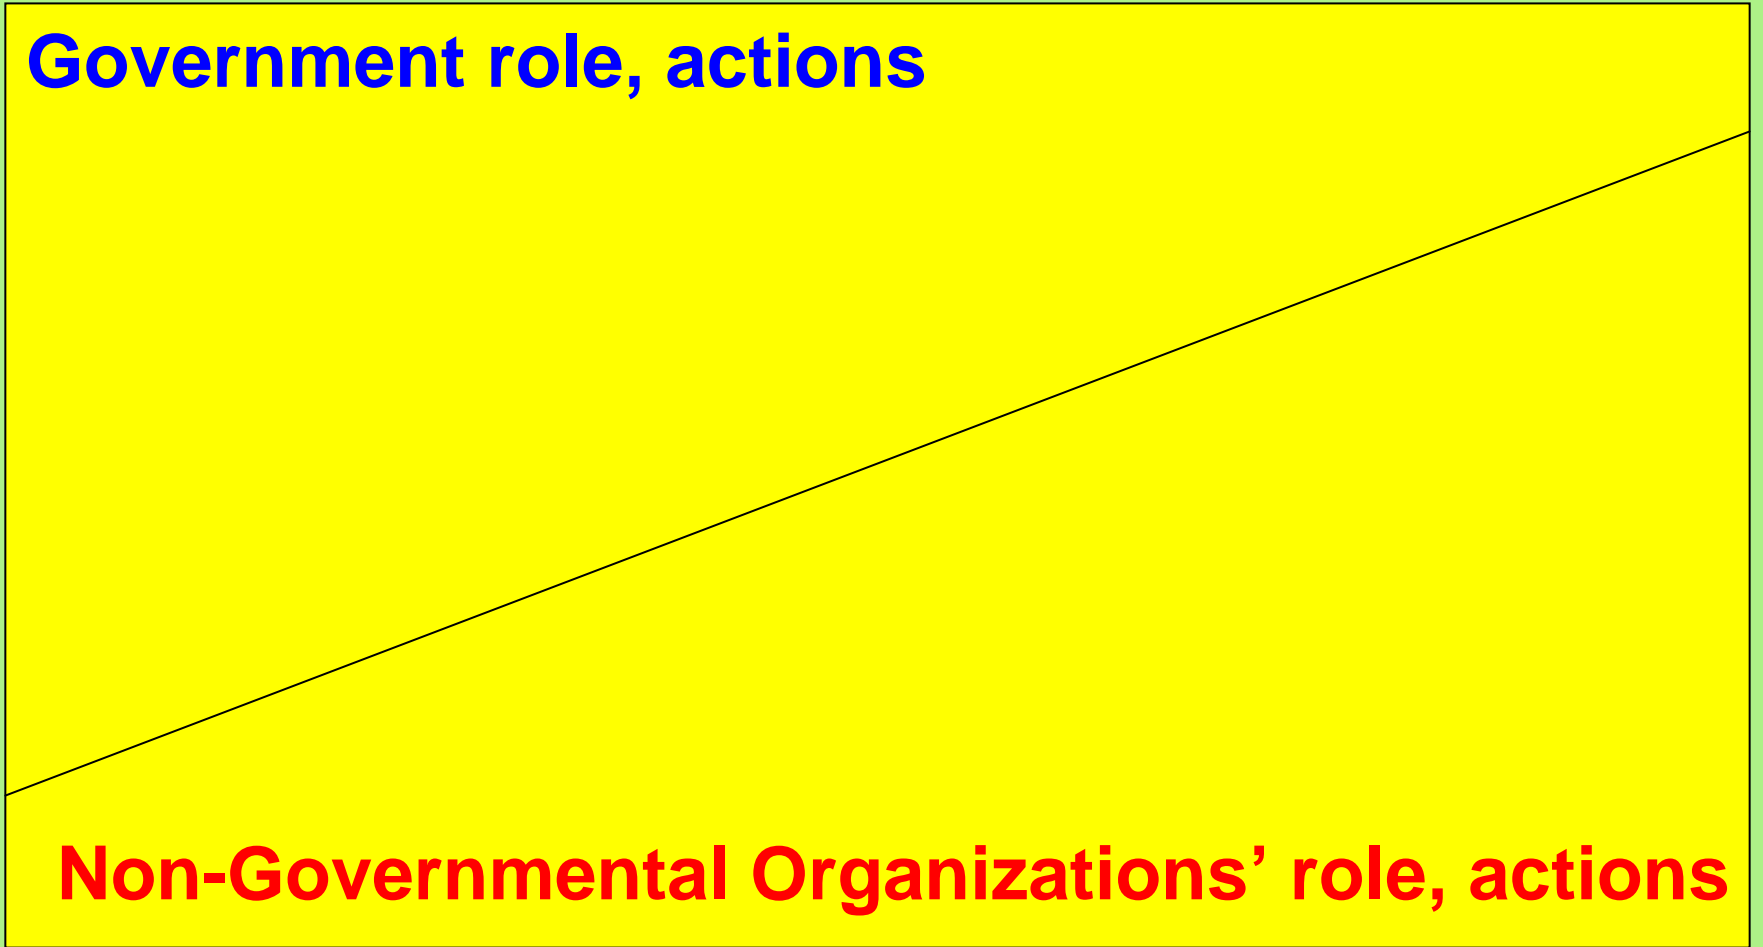 Government role, actions
Non-Governmental Organizations’ role, actions